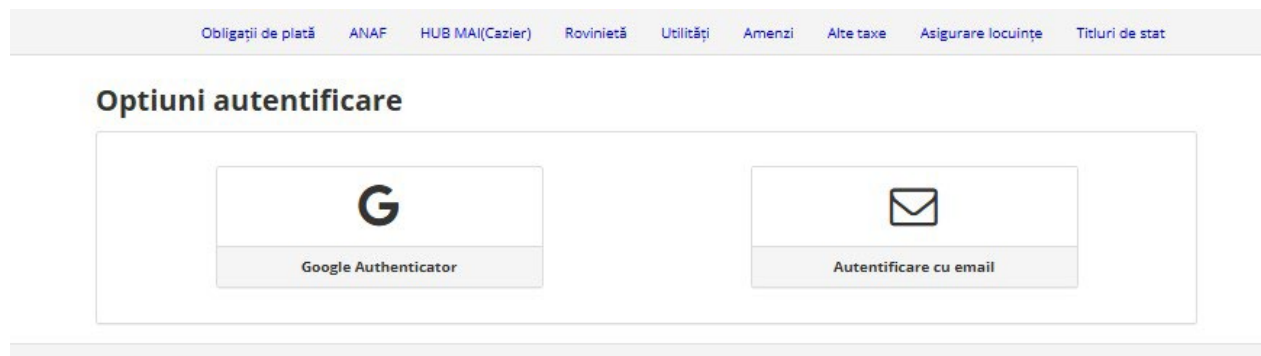 Obligații de plată ANAF HUB MAI(Cazier) Rovinietă Utilități Amenzi Alte taxe Asigurare locuințe Titluri de stat
Optiuni autentificare
Google Authenticator Autentificare cu email